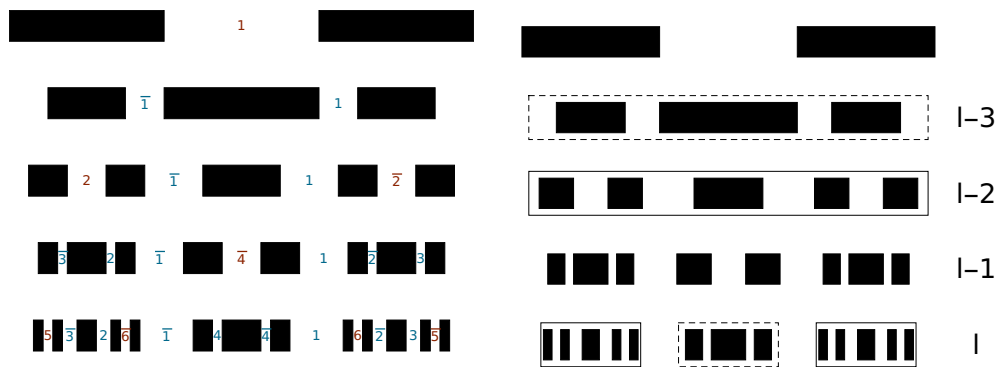 1
1̅ 1
2 1̅ 1 2̅
3̅ 2 1̅ 4̅ 1 2̅ 3
5 3̅ 2 6̅ 1̅ 4 4̅ 1 6 2̅ 3 5̅
l–3
l–2
l–1
l